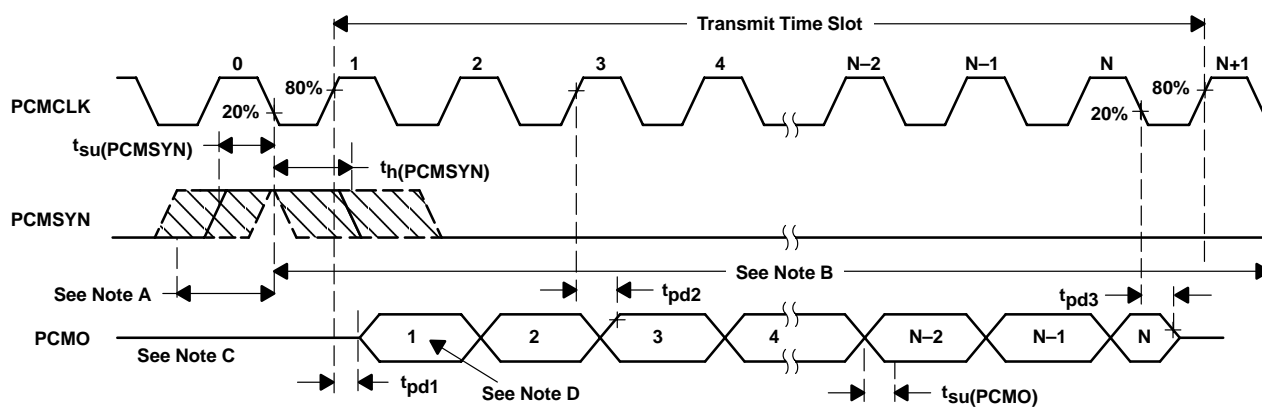 Transmit Time Slot
0 1 2 3 4 N–2 N–1 N N+1
80% 80%
PCMCLK
20% 20%
tsu(PCMSYN)
th(PCMSYN)
PCMSYN
See Note B
See Note A
tpd2 tpd3
PCMO
1 2 3 4 N–2 N–1 N
See Note C
tpd1 See Note D tsu(PCMO)